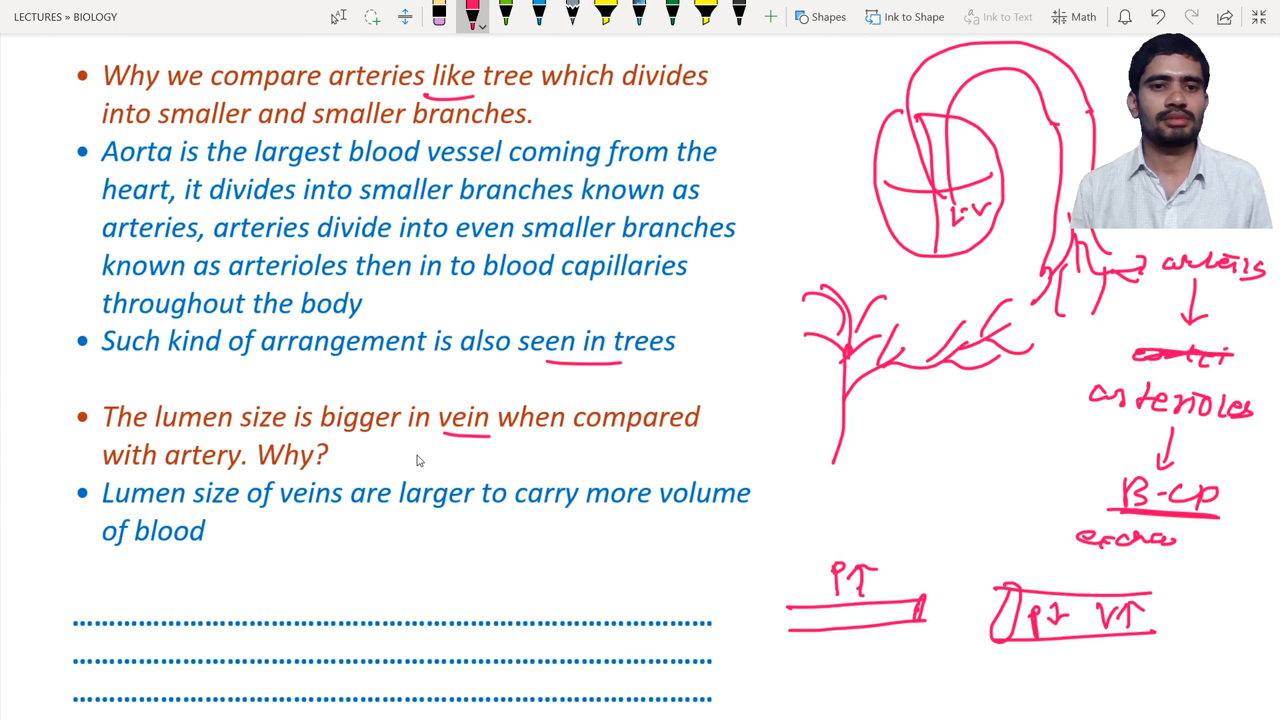 LECTURES » BIOLOGY
Shapes
Ink to Shape
Ink to Text
Math
• Why we compare arteries like tree which divides
into smaller and smaller branches.
• Aorta is the largest blood vessel coming from the
heart, it divides into smaller branches known as
arteries, arteries divide into even smaller branches
known as arterioles then in to blood capillaries
throughout the body
• Such kind of arrangement is also seen in trees
• The lumen size is bigger in vein when compared
with artery. Why?
• Lumen size of veins are larger to carry more volume
of blood
L-V
arterioles
B-CP
P↑
P↓ V↑